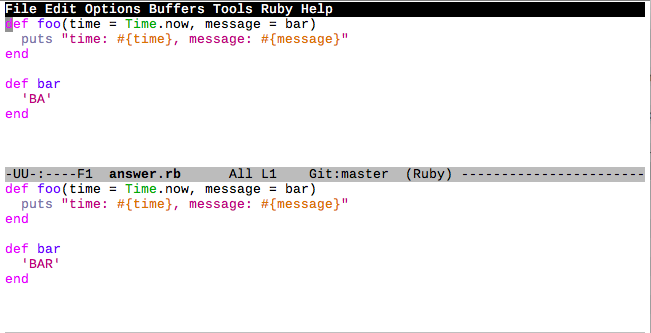 File Edit Options Buffers Tools Ruby Help
def foo(time = Time.now, message = bar)
  puts "time: #{time}, message: #{message}"
end
def bar
  'BA'
end
-UU-:----F1  answer.rb      All L1    Git:master  (Ruby) -----------------------
def foo(time = Time.now, message = bar)
  puts "time: #{time}, message: #{message}"
end
def bar
  'BAR'
end